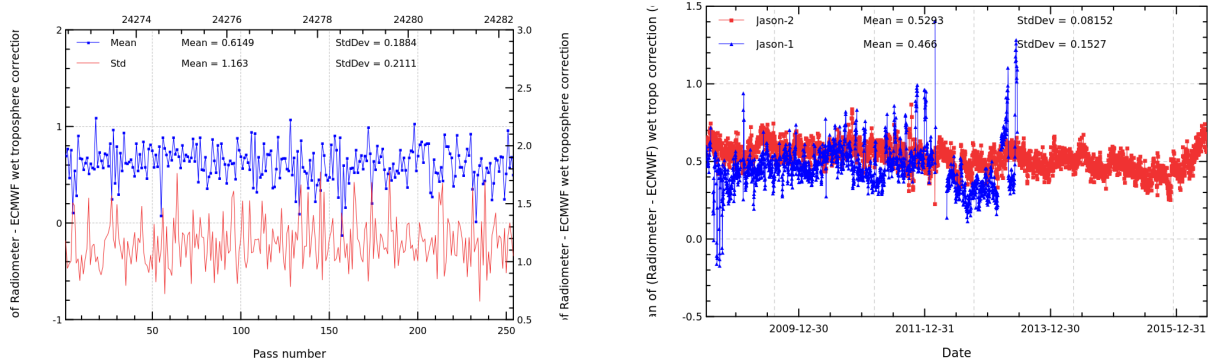 24274 24276 24278 24280 24282
2
1
0
-1
3.0
2.5
2.0
1.5
1.0
0.5
Mean Mean = 0.6149 StdDev = 0.1884
Std Mean = 1.163 StdDev = 0.2111
of Radiometer - ECMWF wet troposphere correction
of Radiometer - ECMWF wet troposphere correction
50 100 150 200 250
Pass number
1.5
1.0
0.5
0.0
-0.5
Jason-2 Mean = 0.5293 StdDev = 0.08152
Jason-1 Mean = 0.466 StdDev = 0.1527
of (Radiometer - ECMWF) wet tropo correction (
2009-12-30 2011-12-31 2013-12-30 2015-12-31
Date